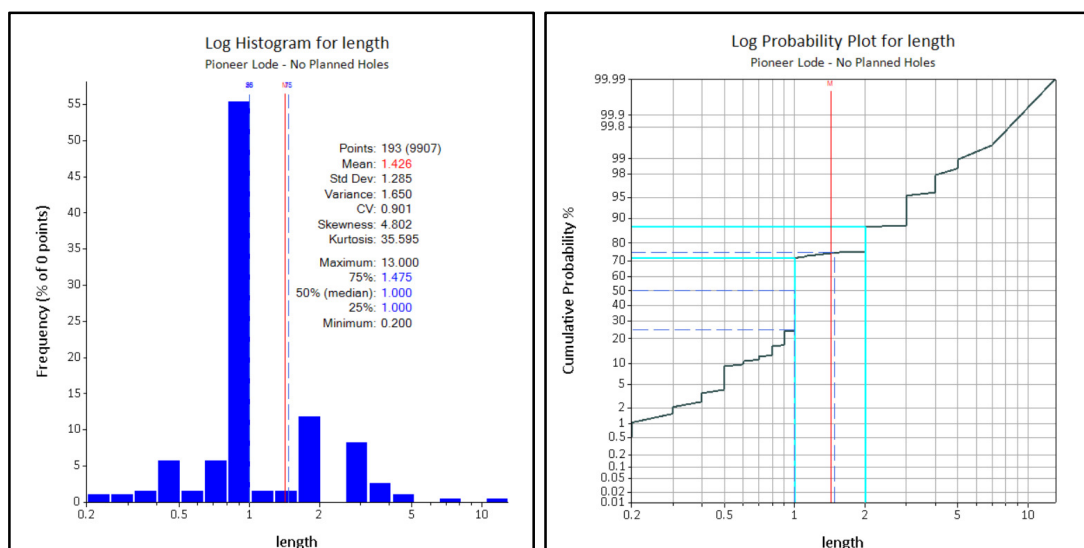 Log Histogram for length
Pioneer Lode - No Planned Holes
M
Frequency (% of 0 points)
55
50
45
40
35
30
25
20
15
10
5
0
Points: 193 (9907)
Mean: 1.426
Std Dev: 1.285
Variance: 1.650
CV: 0.901
Skewness: 4.802
Kurtosis: 35.595
Maximum: 13.000
75%: 1.475
50% (median): 1.000
25%: 1.000
Minimum: 0.200
0.2 0.5 1 2 5 10
length
Log Probability Plot for length
Pioneer Lode - No Planned Holes
M
Cumulative Probability %
99.99
99.9
99.8
99
98
95
90
80
70
60
50
40
30
20
10
5
2
1
0.5
0.2
0.1
0.05
0.02
0.01
0.2 0.5 1 2 5 10
length